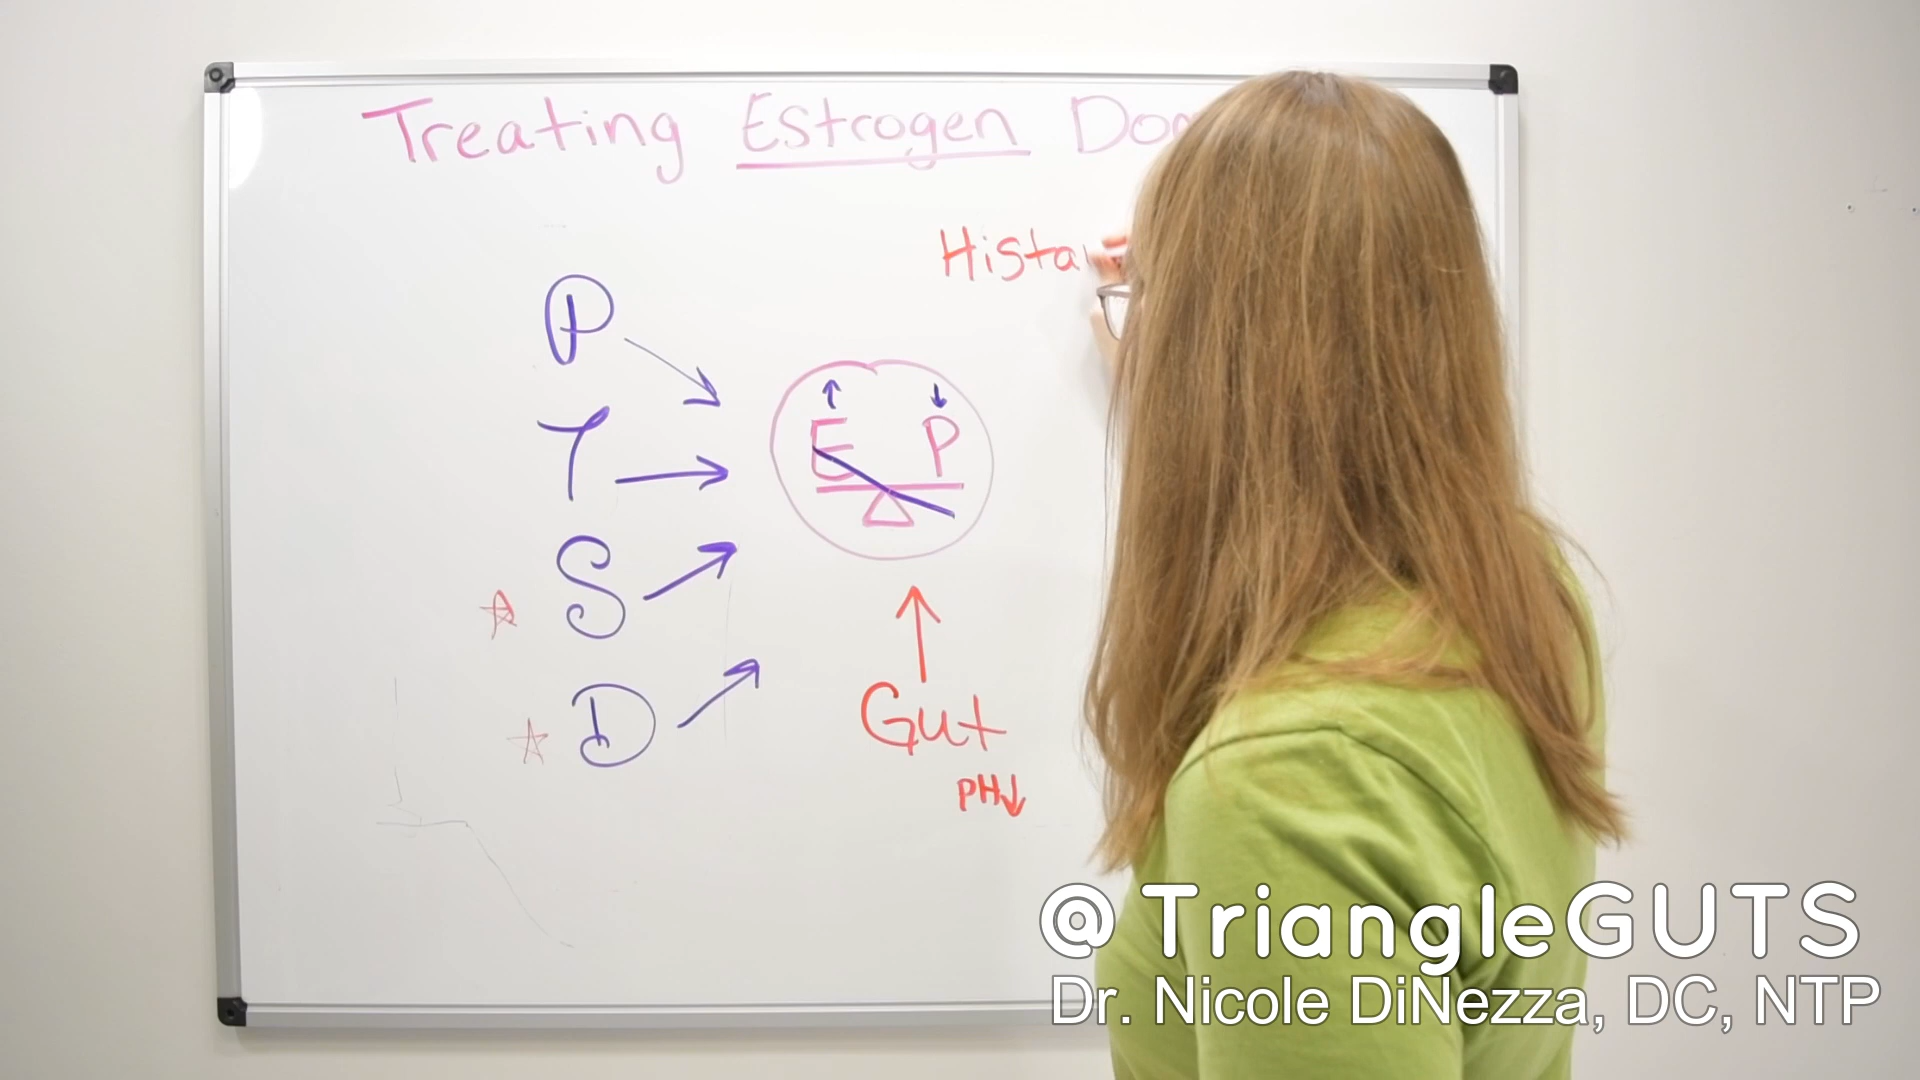 Treating Estrogen Do
Hista
P
T
E P
S
D
Gut
pH↓
@TriangleGUTS
Dr. Nicole DiNezza, DC, NTP